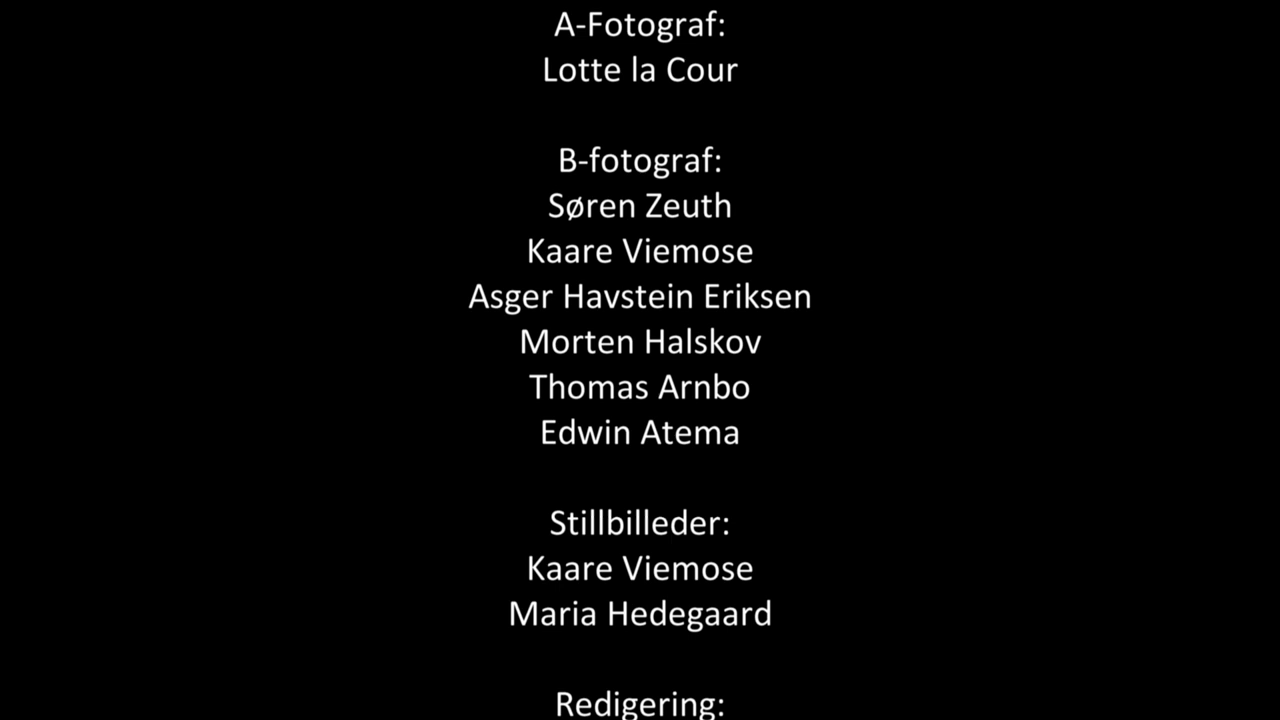 A-Fotograf:
Lotte la Cour
B-fotograf:
Søren Zeuth
Kaare Viemose
Asger Havstein Eriksen
Morten Halskov
Thomas Arnbo
Edwin Atema
Stillbilleder:
Kaare Viemose
Maria Hedegaard
Redigering: